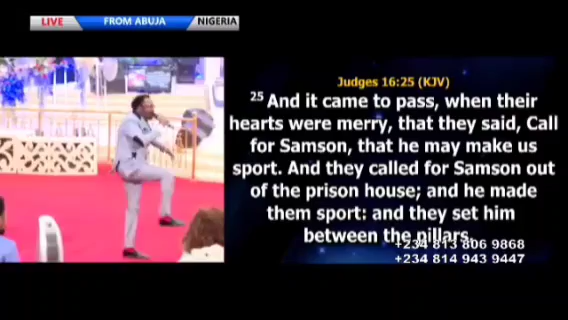 LIVE FROM ABUJA NIGERIA
Judges 16:25 (KJV)
25 And it came to pass, when their
hearts were merry, that they said, Call
for Samson, that he may make us
sport. And they called for Samson out
of the prison house; and he made
them sport: and they set him
between the pillars.
+234 813 806 9868
+234 814 943 9447